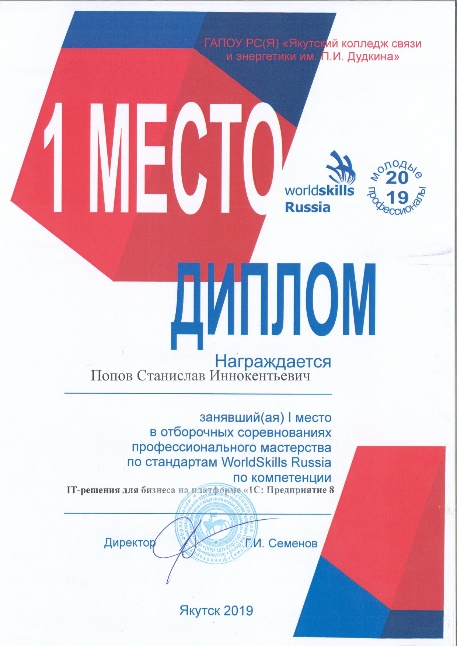 ГАПОУ РС(Я) «Якутский колледж связи
и энергетики им. П.И. Дудкина»
1 МЕСТО
worldskills
Russia
МОЛОДЫЕ
20
19
профессионалы
ДИПЛОМ
Награждается
Попов Станислав Иннокентьевич
занявший(ая) I место
в отборочных соревнованиях
профессионального мастерства
по стандартам WorldSkills Russia
по компетенции
IT-решения для бизнеса на платформе «1С: Предприятие 8
Директор
Г.И. Семенов
Якутск 2019